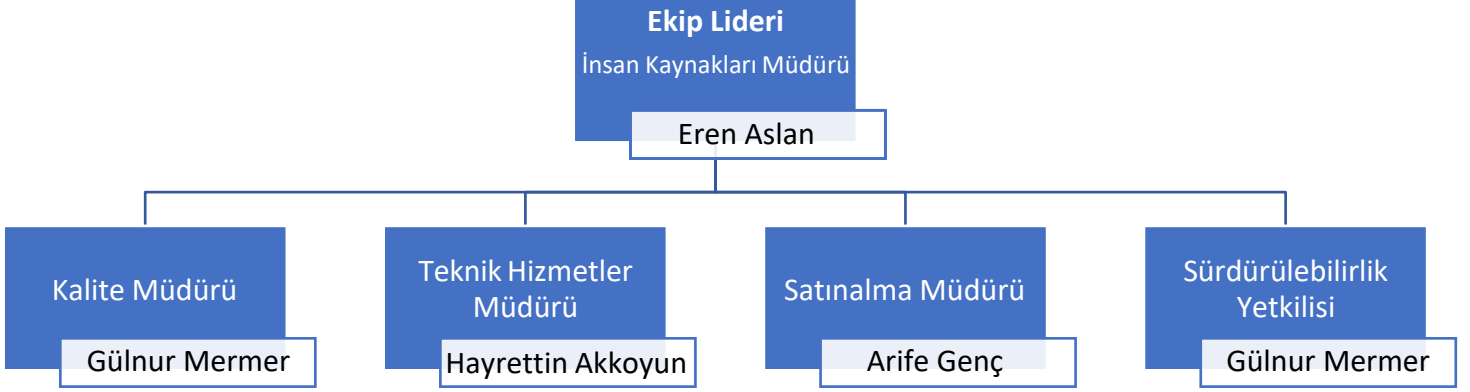 Ekip Lideri
İnsan Kaynakları Müdürü
Eren Aslan
Kalite Müdürü
Gülnur Mermer
Teknik Hizmetler
Müdürü
Hayrettin Akkoyun
Satınalma Müdürü
Arife Genç
Sürdürülebilirlik
Yetkilisi
Gülnur Mermer